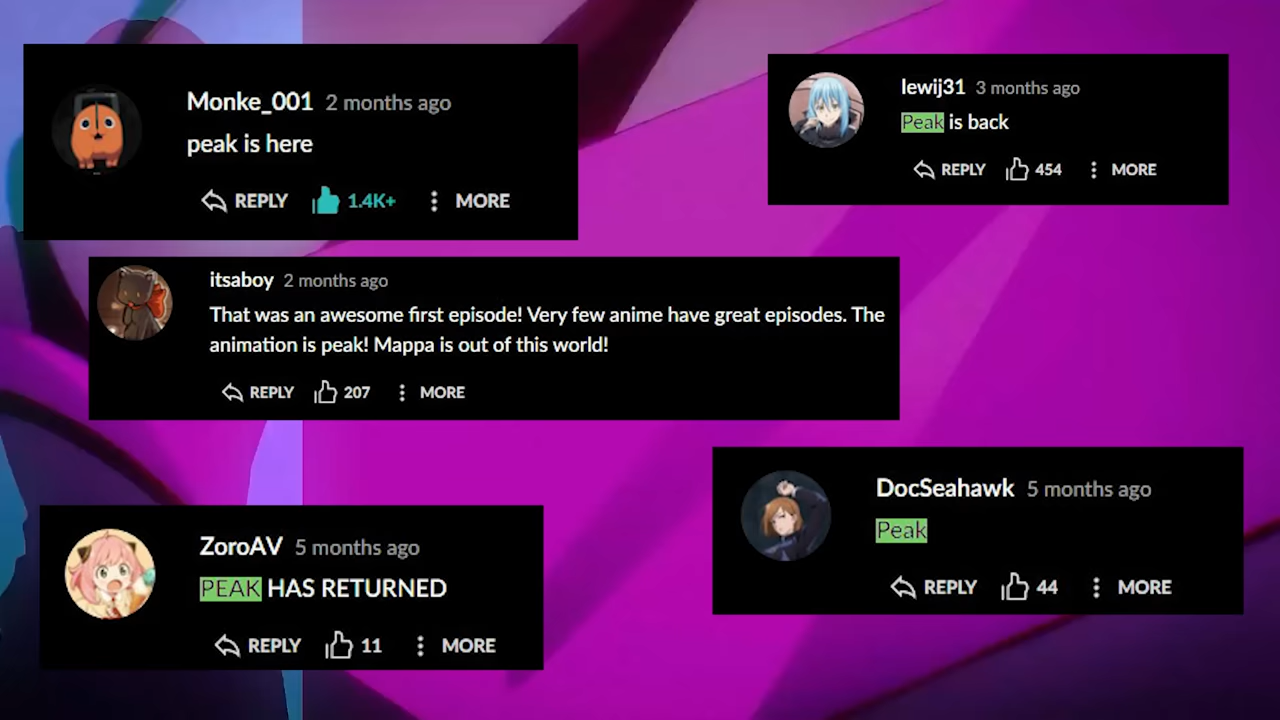 Monke_001 2 months ago
peak is here
REPLY 1.4K+ MORE
lewij31 3 months ago
Peak is back
REPLY 454 MORE
itsaboy 2 months ago
That was an awesome first episode! Very few anime have great episodes. The
animation is peak! Mappa is out of this world!
REPLY 207 MORE
DocSeahawk 5 months ago
Peak
REPLY 44 MORE
ZoroAV 5 months ago
PEAK HAS RETURNED
REPLY 11 MORE